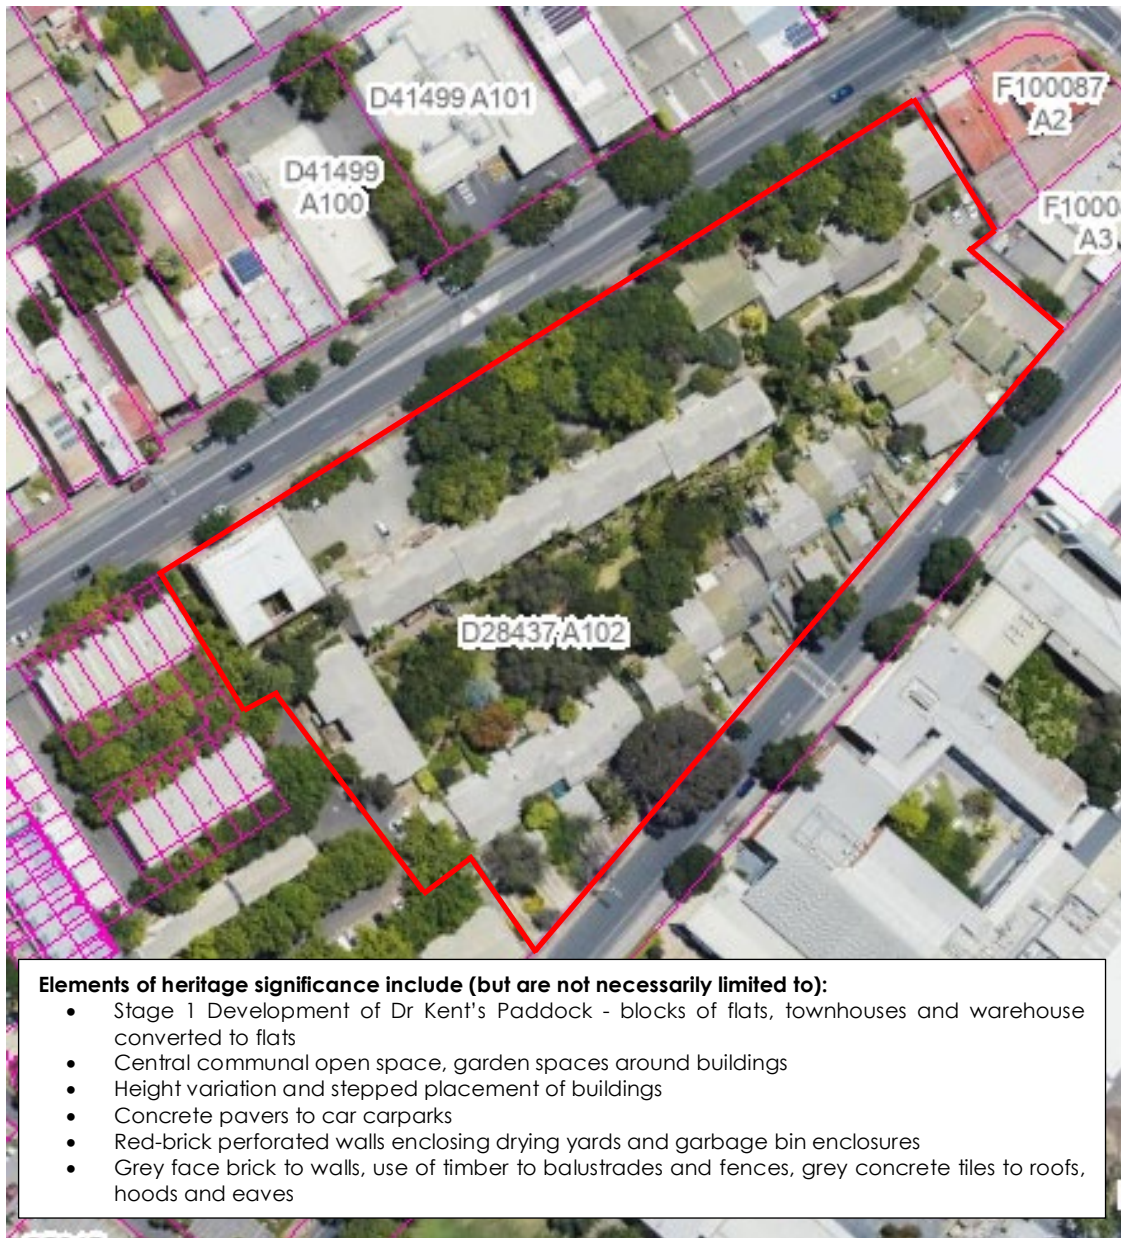 D41499 A101
F100087
A2
D41499
A100
F1000
A3
D28437 A102
Elements of heritage significance include (but are not necessarily limited to):
• Stage 1 Development of Dr Kent's Paddock - blocks of flats, townhouses and warehouse
converted to flats
• Central communal open space, garden spaces around buildings
• Height variation and stepped placement of buildings
• Concrete pavers to car carparks
• Red-brick perforated walls enclosing drying yards and garbage bin enclosures
• Grey face brick to walls, use of timber to balustrades and fences, grey concrete tiles to roofs,
hoods and eaves